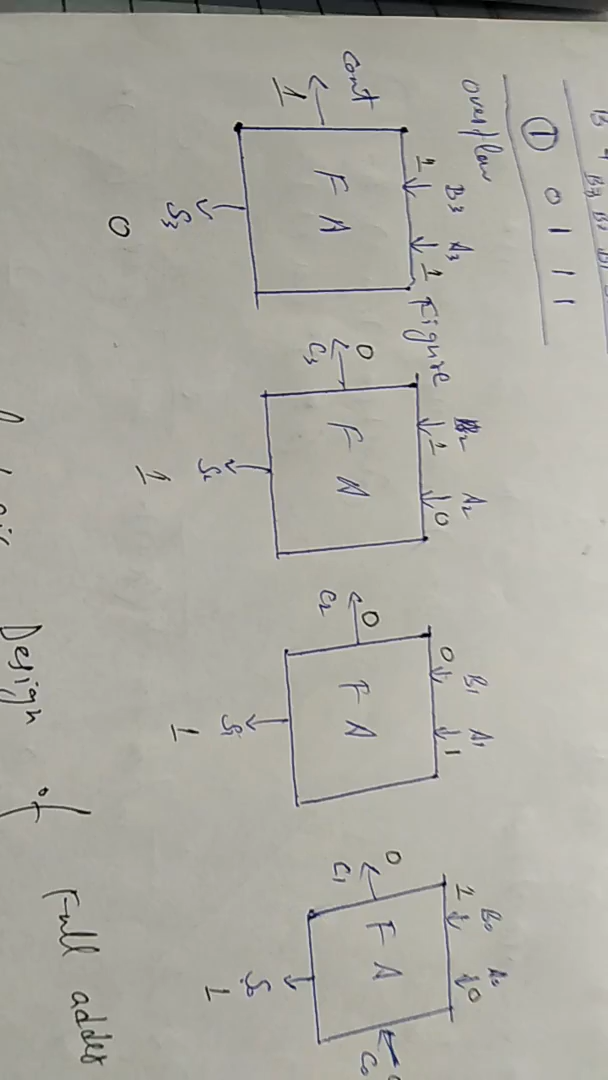 ① 0 1 1 1
overflow
Figure
B3 A3
1 1
B2 A2
1 0
B1 A1
0 1
B0 A0
1 0
Cout
1
F A
0
C3
F A
0
C2
F A
0
C1
F A
C0
S3
0
S2
1
S1
1
S0
1
Design of Full adder